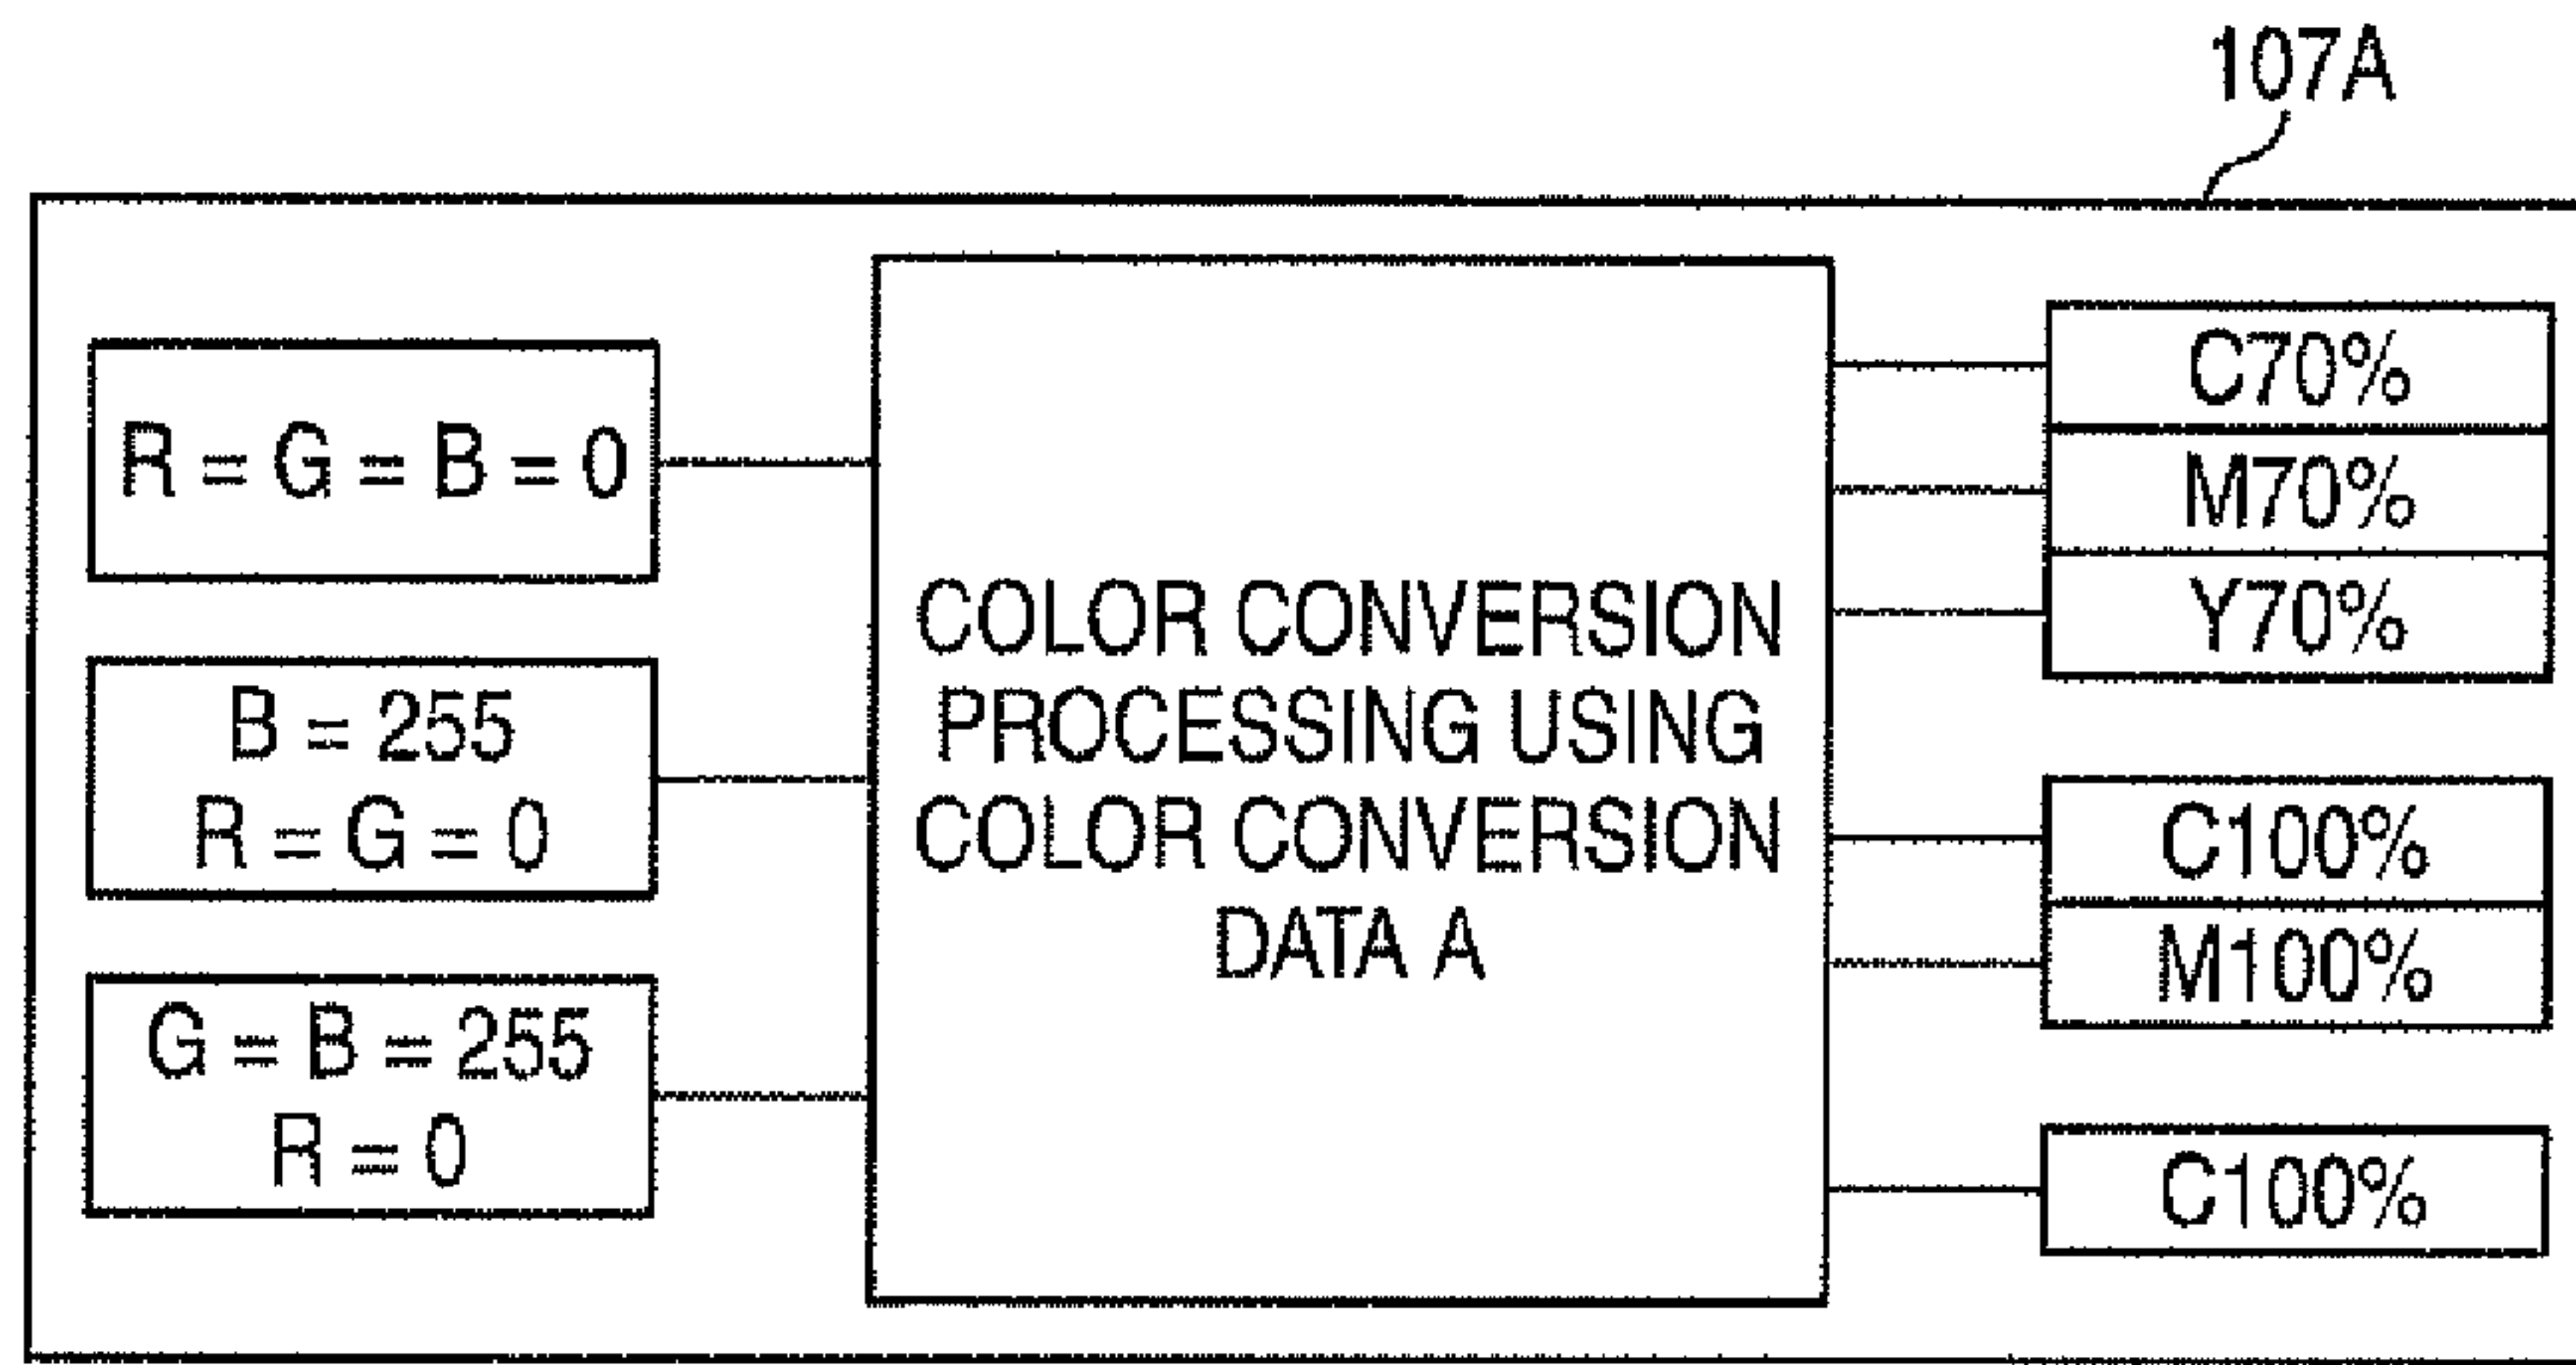 107A
R = G = B = 0
B = 255
R = G = 0
G = B = 255
R = 0
COLOR CONVERSION
PROCESSING USING
COLOR CONVERSION
DATA A
C70%
M70%
Y70%
C100%
M100%
C100%